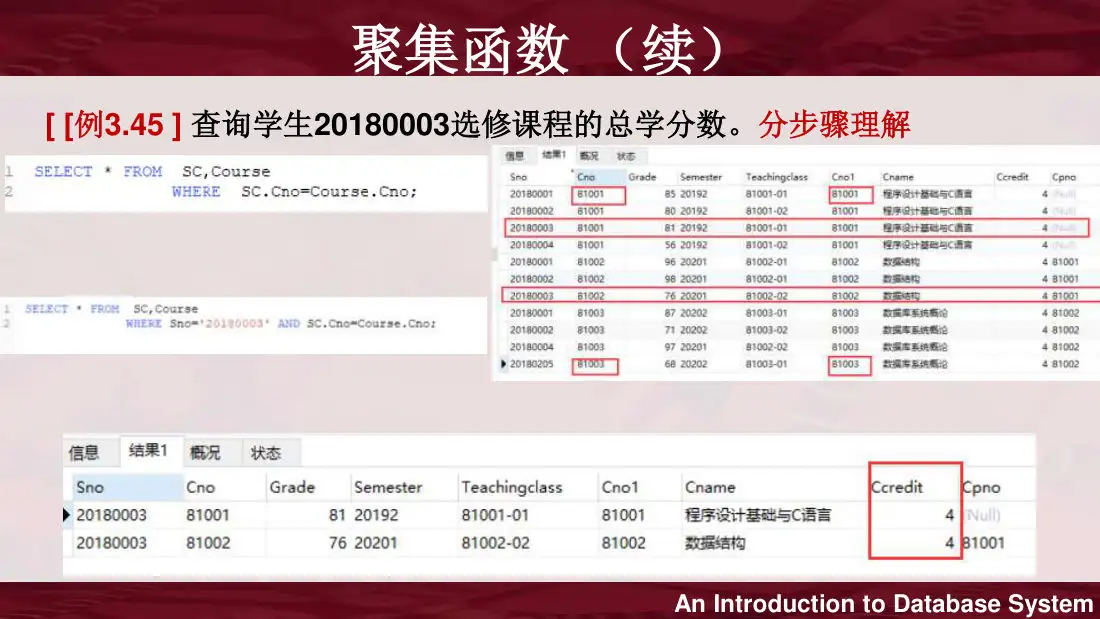 聚集函数 （续）
[ [例3.45 ] 查询学生20180003选修课程的总学分数。分步骤理解
1 SELECT * FROM SC,Course
2 WHERE SC.Cno=Course.Cno;
1 SELECT * FROM SC,Course
2 WHERE Sno='20180003' AND SC.Cno=Course.Cno;
信息 结果1 概况 状态
Sno Cno Grade Semester Teachingclass Cno1 Cname Ccredit Cpno
20180001 81001 85 20192 81001-01 81001 程序设计基础与C语言 4 (Null)
20180002 81001 80 20192 81001-02 81001 程序设计基础与C语言 4 (Null)
20180003 81001 81 20192 81001-01 81001 程序设计基础与C语言 4 (Null)
20180004 81001 56 20192 81001-02 81001 程序设计基础与C语言 4 (Null)
20180001 81002 96 20201 81002-01 81002 数据结构 4 81001
20180002 81002 98 20201 81002-01 81002 数据结构 4 81001
20180003 81002 76 20201 81002-02 81002 数据结构 4 81001
20180001 81003 87 20202 81003-01 81003 数据库系统概论 4 81002
20180002 81003 71 20202 81003-02 81003 数据库系统概论 4 81002
20180004 81003 97 20201 81002-02 81003 数据库系统概论 4 81002
20180205 81003 68 20202 81003-01 81003 数据库系统概论 4 81002
信息 结果1 概况 状态
Sno Cno Grade Semester Teachingclass Cno1 Cname Ccredit Cpno
20180003 81001 81 20192 81001-01 81001 程序设计基础与C语言 4 (Null)
20180003 81002 76 20201 81002-02 81002 数据结构 4 81001
An Introduction to Database System